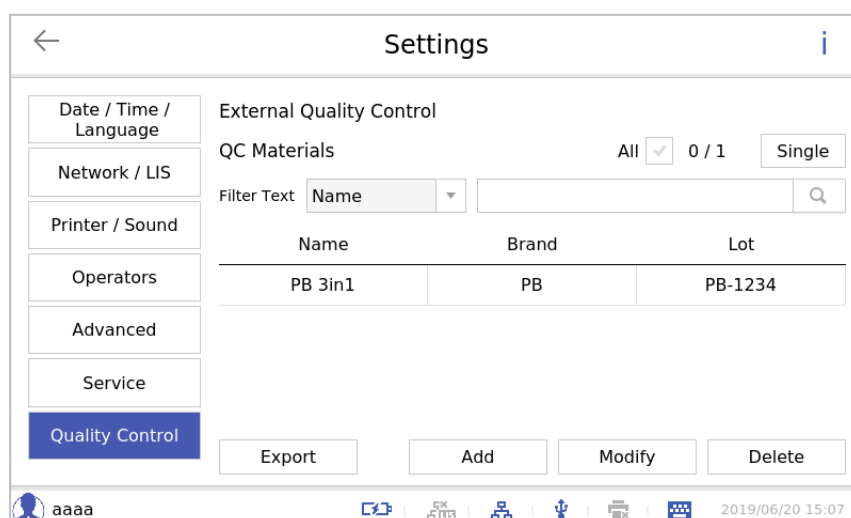 Settings
i
Date / Time /
Language
Network / LIS
Printer / Sound
Operators
Advanced
Service
Quality Control
External Quality Control
QC Materials
All 0 / 1 Single
Filter Text Name
Name Brand Lot
PB 3in1 PB PB-1234
Export Add Modify Delete
aaaa 2019/06/20 15:07